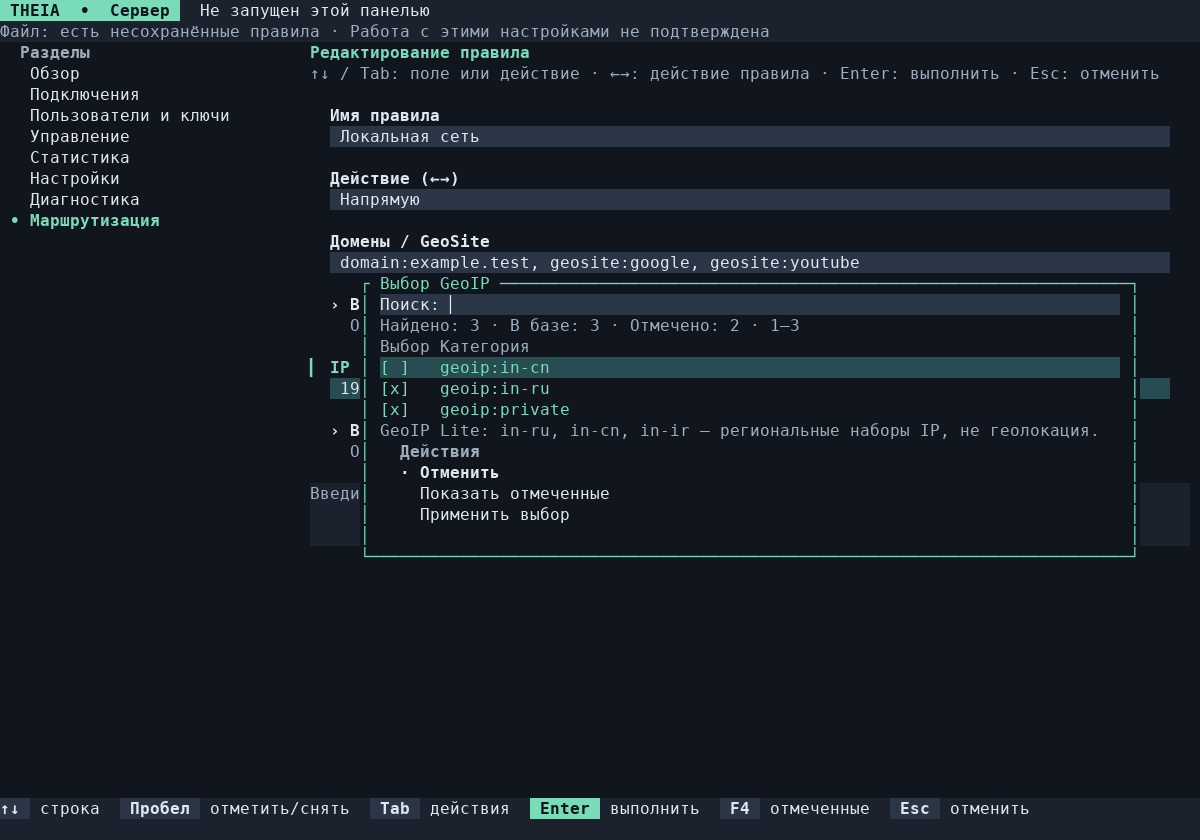 THEIA • Сервер Не запущен этой панелью
Файл: есть несохранённые правила · Работа с этими настройками не подтверждена
Разделы
Обзор
Подключения
Пользователи и ключи
Управление
Статистика
Настройки
Диагностика
• Маршрутизация
Редактирование правила
↑↓ / Tab: поле или действие · ←→: действие правила · Enter: выполнить · Esc: отменить
Имя правила
Локальная сеть
Действие (←→)
Напрямую
Домены / GeoSite
domain:example.test, geosite:google, geosite:youtube
Выбор GeoIP
› В
Поиск:
О
Найдено: 3 · В базе: 3 · Отмечено: 2 · 1–3
Выбор Категория
IP
[ ] geoip:in-cn
19
[x] geoip:in-ru
[x] geoip:private
› В
GeoIP Lite: in-ru, in-cn, in-ir — региональные наборы IP, не геолокация.
О
Действия
· Отменить
Введи
Показать отмеченные
Применить выбор
↑↓ строка Пробел отметить/снять Tab действия Enter выполнить F4 отмеченные Esc отменить